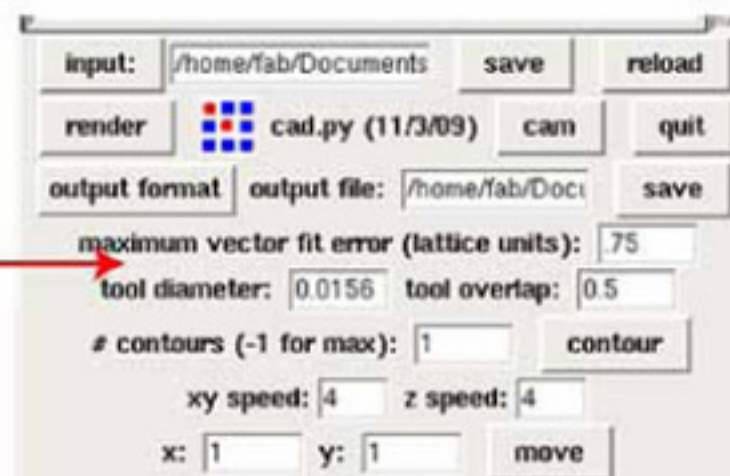 input: /home/fab/Documents save reload
render cad.py (11/3/09) cam quit
output format output file: /home/fab/Docu save
maximum vector fit error (lattice units): .75
tool diameter: 0.0156 tool overlap: 0.5
# contours (-1 for max): 1 contour
xy speed: 4 z speed: 4
x: 1 y: 1 move